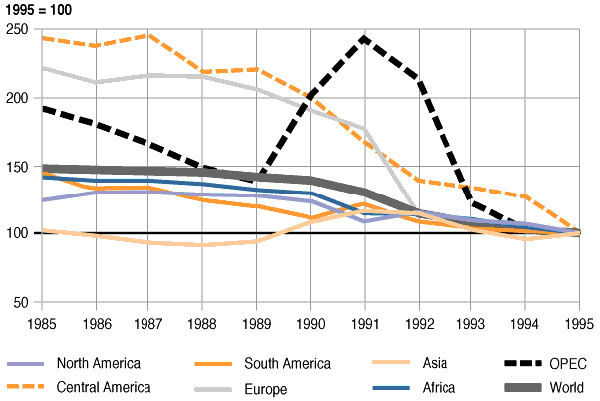 1995 = 100
250
200
150
100
50
1985 1986 1987 1988 1989 1990 1991 1992 1993 1994 1995
North America South America Asia OPEC
Central America Europe Africa World